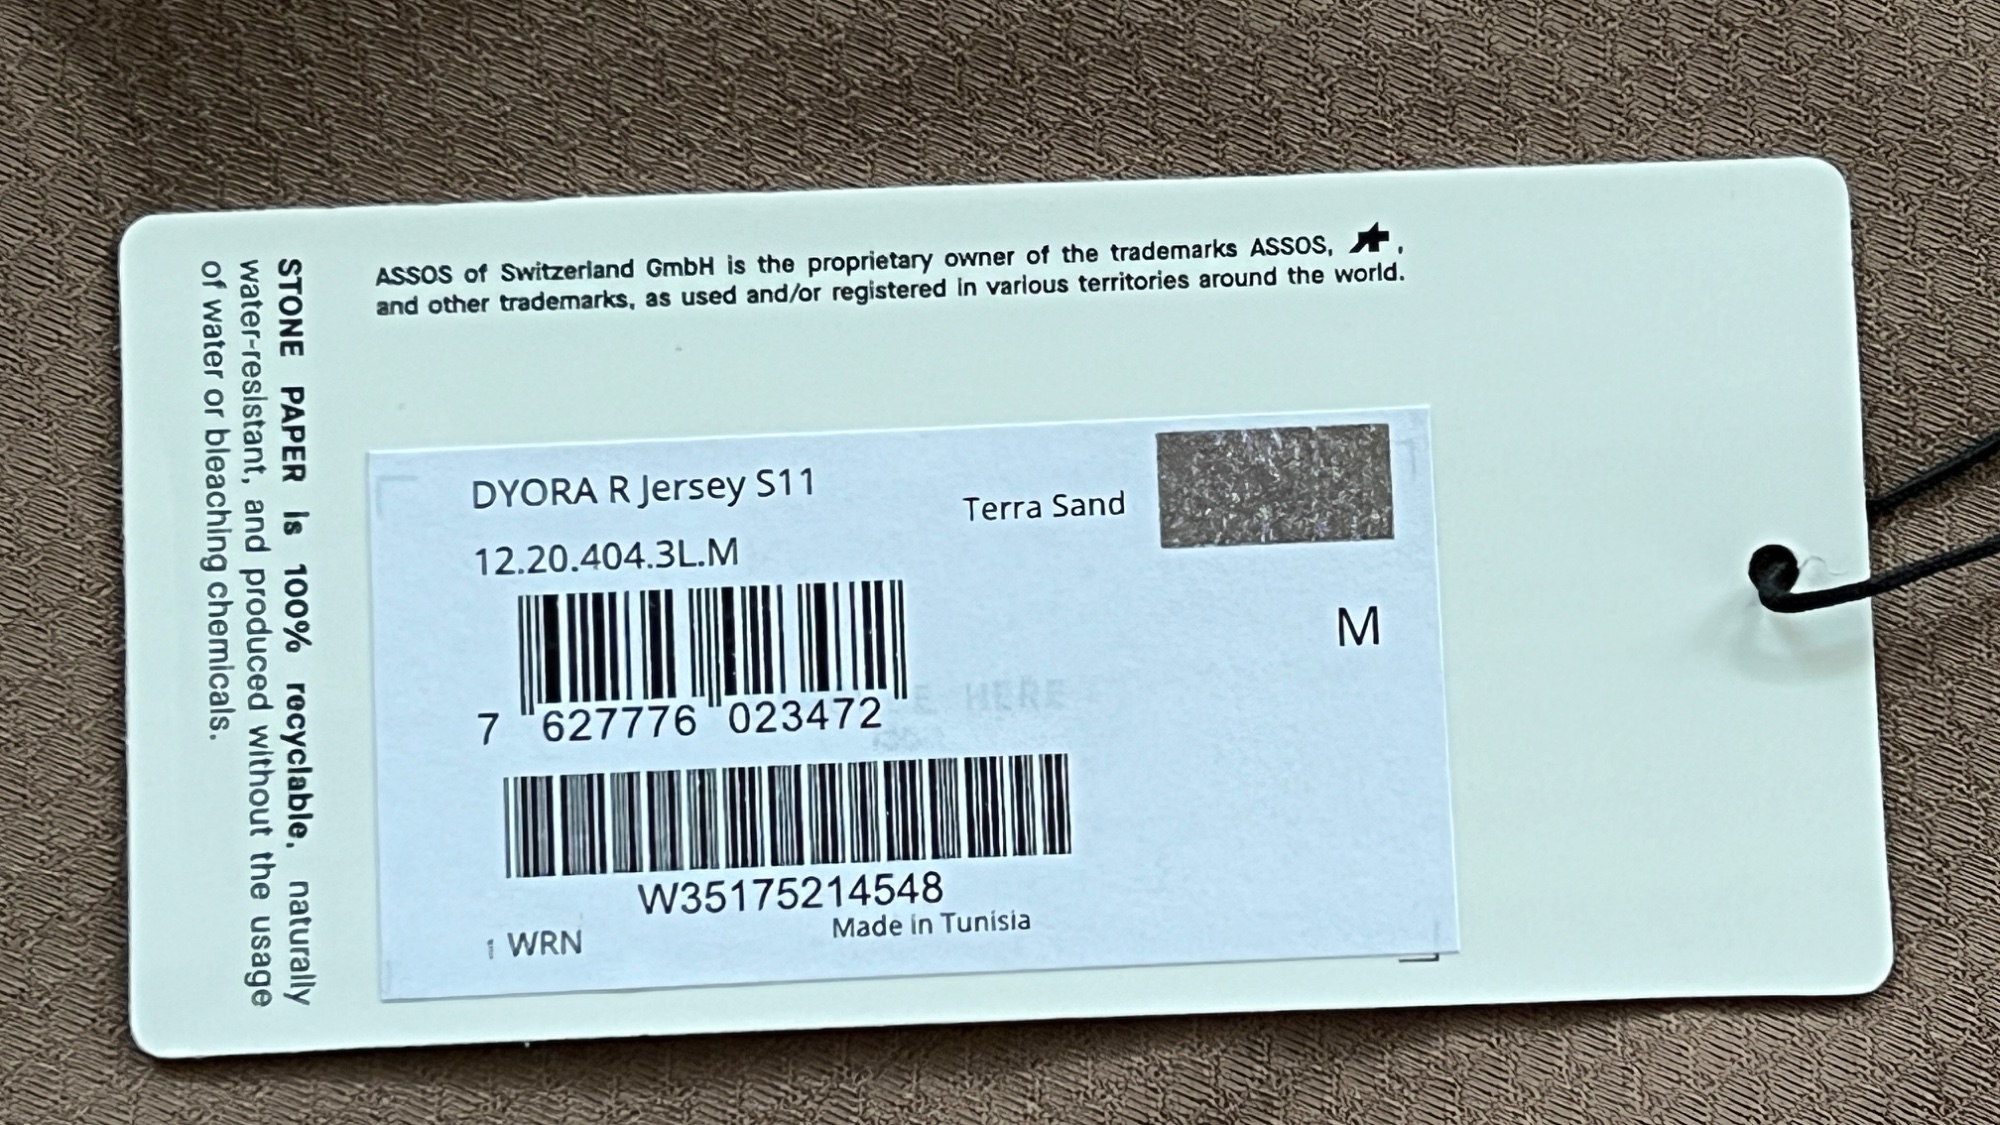 ASSOS of Switzerland GmbH is the proprietary owner of the trademarks ASSOS, ,
and other trademarks, as used and/or registered in various territories around the world.
STONE PAPER is 100% recyclable, naturally
water-resistant, and produced without the usage
of water or bleaching chemicals.
DYORA R Jersey S11
Terra Sand
12.20.404.3L.M
M
7 627776 023472
E HERE
W35175214548
Made in Tunisia
1 WRN